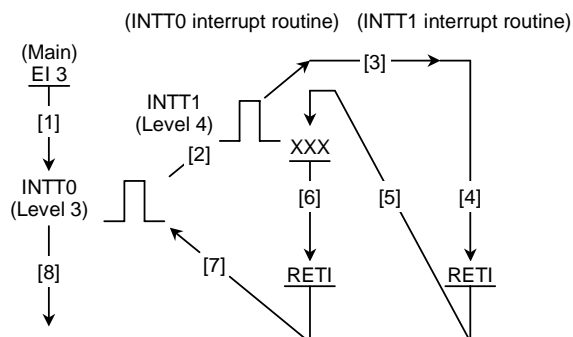 (INTT0 interrupt routine) (INTT1 interrupt routine)
(Main)
EI 3
[3]
INTT1
(Level 4)
[1]
[2]
XXX
INTT0
(Level 3)
[6]
[5]
[4]
[8]
[7]
RETI
RETI